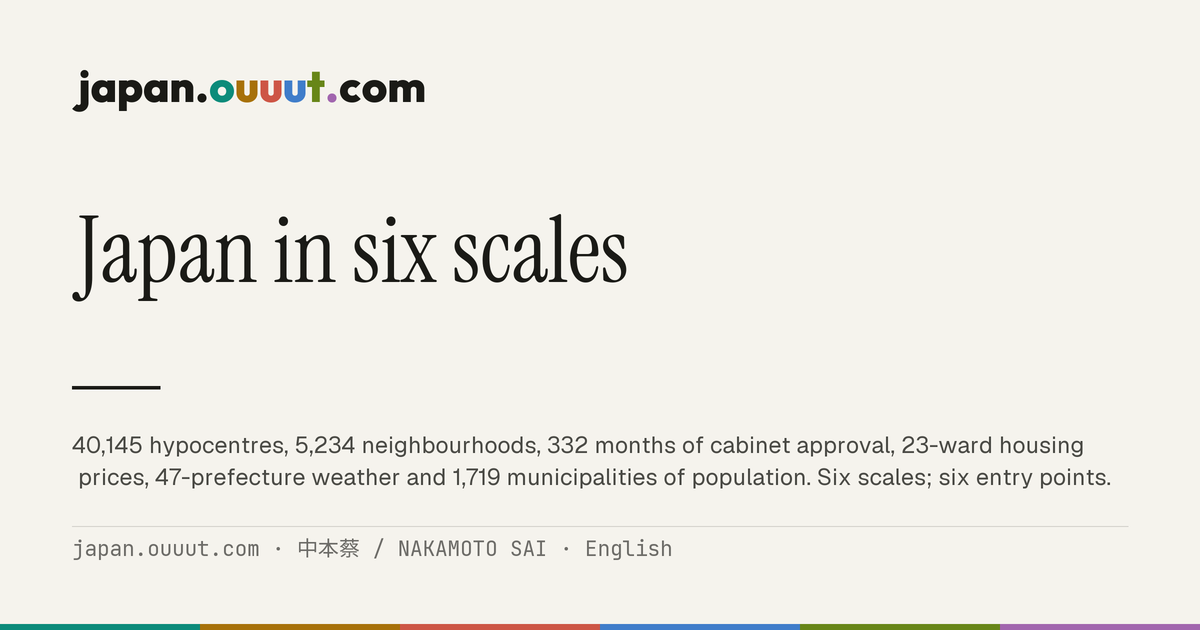 japan.ouuut.com
Japan in six scales
40,145 hypocentres, 5,234 neighbourhoods, 332 months of cabinet approval, 23-ward housing
prices, 47-prefecture weather and 1,719 municipalities of population. Six scales; six entry points.
japan.ouuut.com · 中本蔡 / NAKAMOTO SAI · English